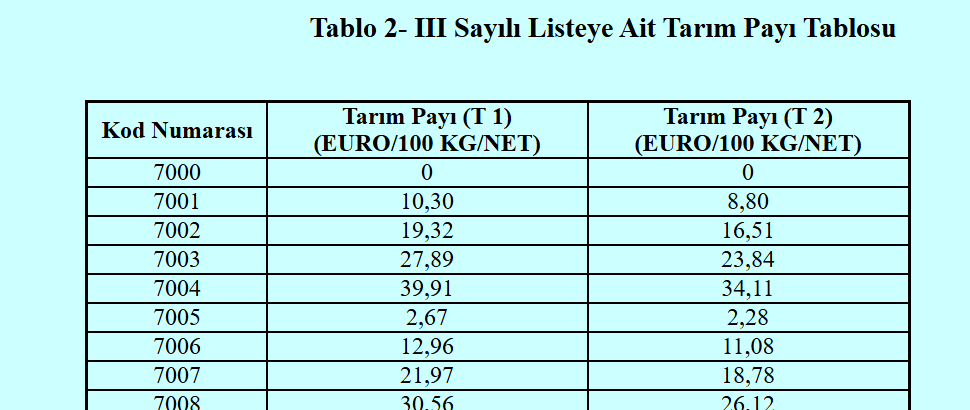 Tablo 2- III Sayılı Listeye Ait Tarım Payı Tablosu
Kod Numarası Tarım Payı (T 1) (EURO/100 KG/NET) Tarım Payı (T 2) (EURO/100 KG/NET)
7000 0 0
7001 10,30 8,80
7002 19,32 16,51
7003 27,89 23,84
7004 39,91 34,11
7005 2,67 2,28
7006 12,96 11,08
7007 21,97 18,78
7008 30,56 26,12